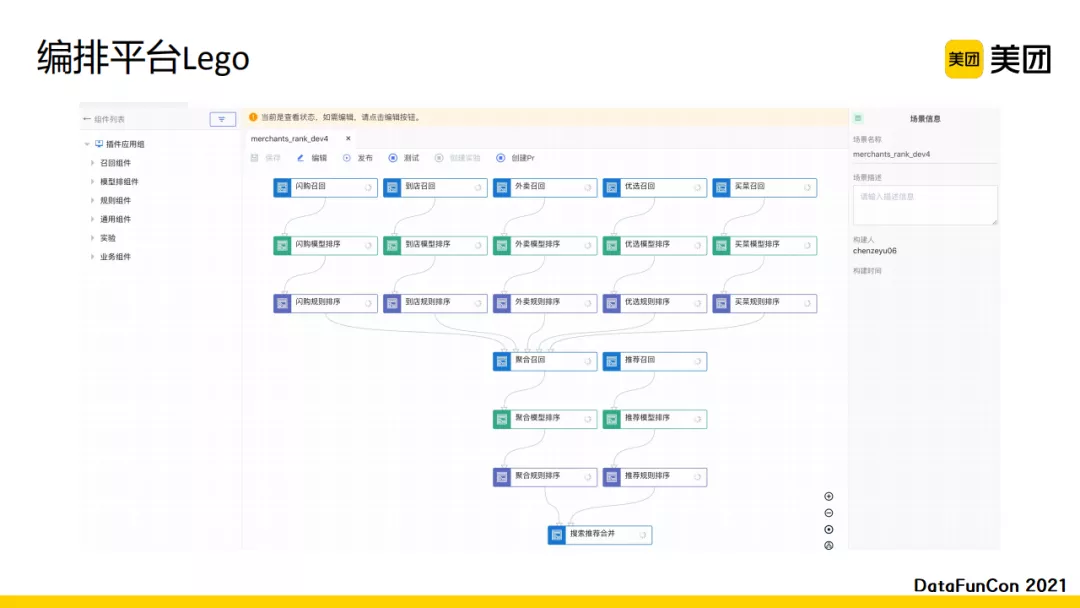 编排平台Lego
美团 美团
组件列表
当前是查看状态，如需编辑，请点击编辑按钮。
场景信息
插件应用组
召回组件
模型排组件
规则组件
通用组件
实验
业务组件
merchants_rank_dev4
保存 编辑 发布 测试 创建实验 创建Pr
闪购召回 到店召回 外卖召回 优选召回 买菜召回
闪购模型排序 到店模型排序 外卖模型排序 优选模型排序 买菜模型排序
闪购规则排序 到店规则排序 外卖规则排序 优选规则排序 买菜规则排序
聚合召回 推荐召回
聚合模型排序 推荐模型排序
聚合规则排序 推荐规则排序
搜索推荐合并
场景名称
merchants_rank_dev4
场景描述
请输入描述信息
构建人
chenzeyu06
构建时间
DataFunCon 2021